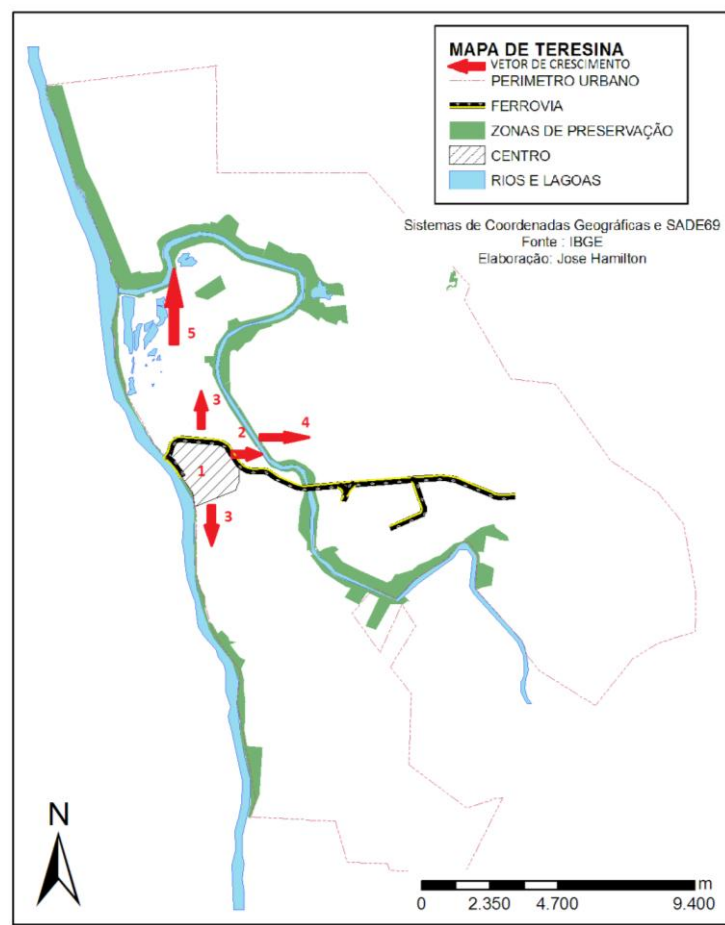 MAPA DE TERESINA
VETOR DE CRESCIMENTO
PERIMETRO URBANO
FERROVIA
ZONAS DE PRESERVAÇÃO
CENTRO
RIOS E LAGOAS
Sistemas de Coordenadas Geográficas e SADE69
Fonte : IBGE
Elaboração: Jose Hamilton
5
3
4
2
1
3
N
m
0 2.350 4.700 9.400